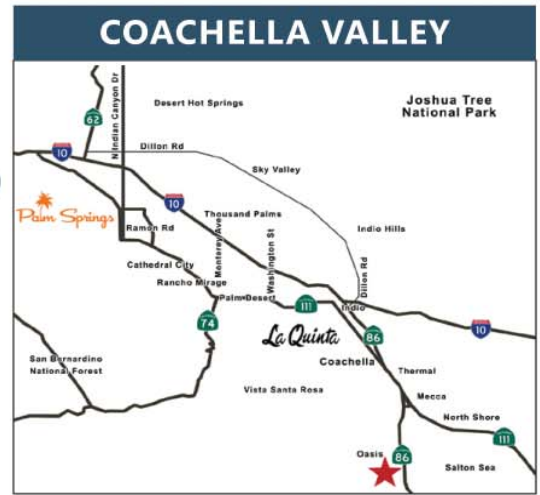 COACHELLA VALLEY
N Indian Canyon Dr
Desert Hot Springs
Joshua Tree
National Park
62
10
Dillon Rd
Sky Valley
Palm Springs
10
Thousand Palms
Ramon Rd
Monterey Ave
Washington St
Indio Hills
Dillon Rd
Cathedral City
Rancho Mirage
Palm Desert
111
Indio
74
La Quinta
86
10
Coachella
San Bernardino
National Forest
Thermal
Vista Santa Rosa
Mecca
North Shore
111
Oasis
86
Salton Sea